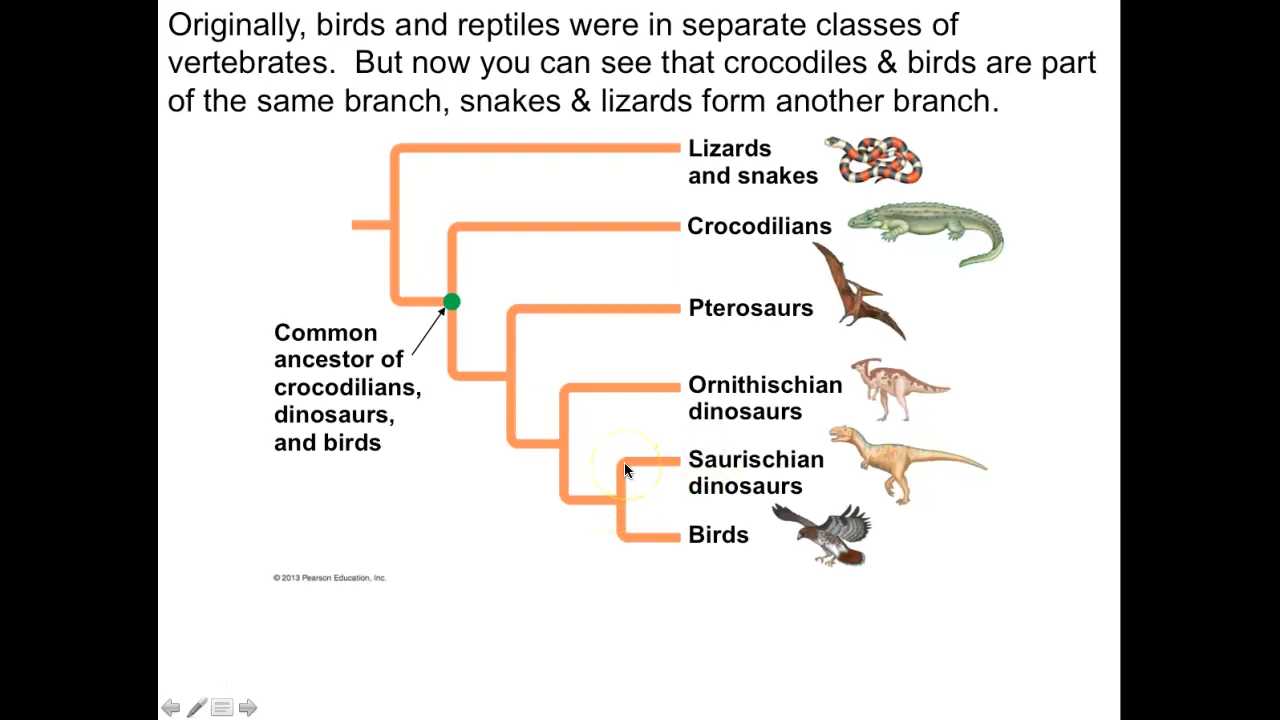 Originally, birds and reptiles were in separate classes of
vertebrates.  But now you can see that crocodiles & birds are part
of the same branch, snakes & lizards form another branch.
Lizards
and snakes
Crocodilians
Pterosaurs
Common
ancestor of
crocodilians,
dinosaurs,
and birds
Ornithischian
dinosaurs
Saurischian
dinosaurs
Birds
© 2013 Pearson Education, Inc.